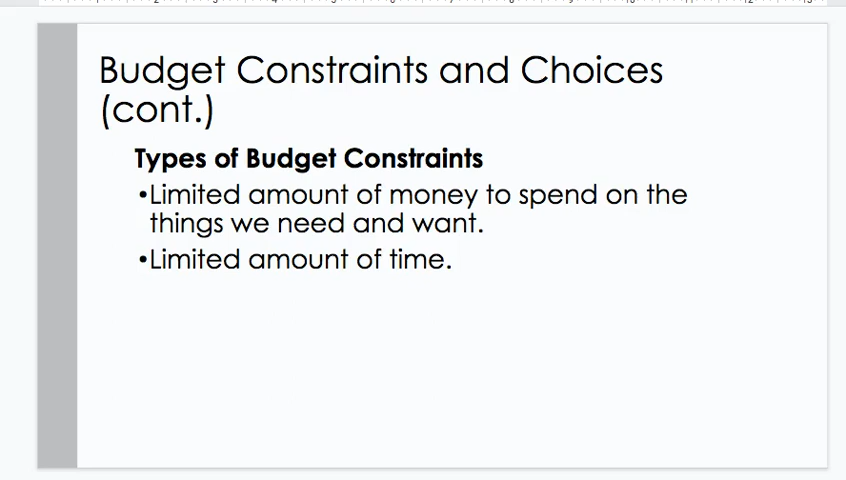 Budget Constraints and Choices
(cont.)
Types of Budget Constraints
•Limited amount of money to spend on the
things we need and want.
•Limited amount of time.